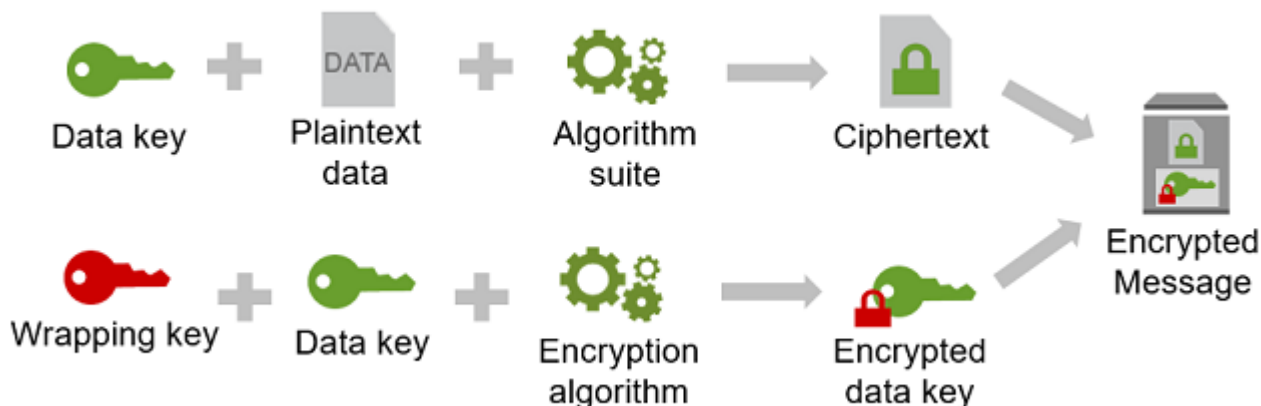 DATA
Data key
Plaintext
data
Algorithm
suite
Ciphertext
Encrypted
Message
Wrapping key
Data key
Encryption
algorithm
Encrypted
data key